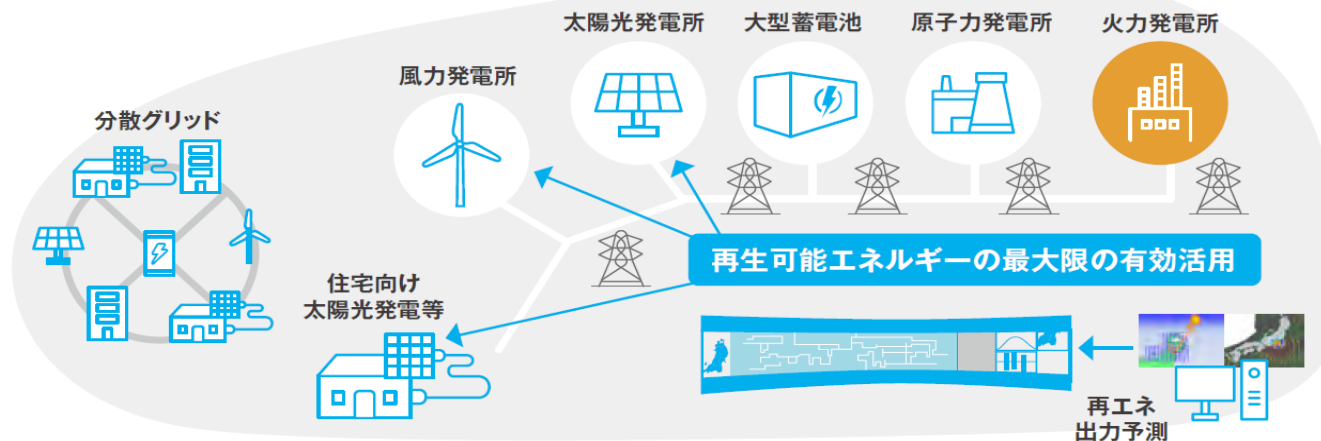 太陽光発電所
大型蓄電池
原子力発電所
火力発電所
風力発電所
分散グリッド
再生可能エネルギーの最大限の有効活用
住宅向け
太陽光発電等
再エネ
出力予測